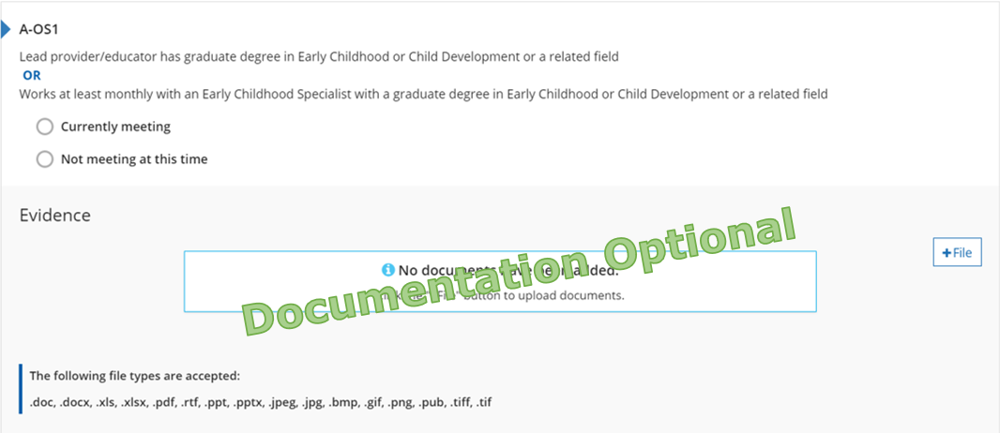 A-OS1
Lead provider/educator has graduate degree in Early Childhood or Child Development or a related field
OR
Works at least monthly with an Early Childhood Specialist with a graduate degree in Early Childhood or Child Development or a related field
Currently meeting
Not meeting at this time
Evidence
+File
Documentation Optional
No documents have been added.
button to upload documents.
The following file types are accepted:
.doc, .docx, .xls, .xlsx, .pdf, .rtf, .ppt, .pptx, .jpeg, .jpg, .bmp, .gif, .png, .pub, .tiff, .tif